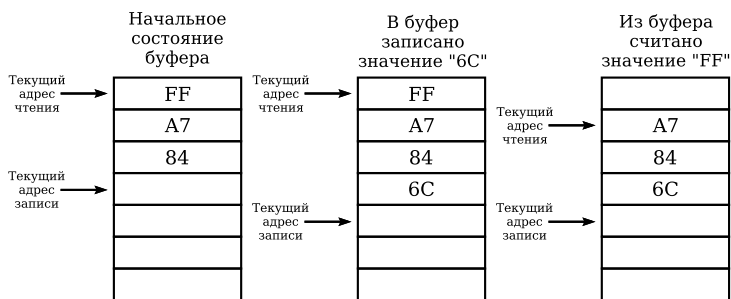 Начальное
состояние
буфера
Текущий
адрес
чтения
FF
A7
84
Текущий
адрес
записи
В буфер
записано
значение "6C"
Текущий
адрес
чтения
FF
A7
84
6C
Текущий
адрес
записи
Из буфера
считано
значение "FF"
Текущий
адрес
чтения
A7
84
6C
Текущий
адрес
записи